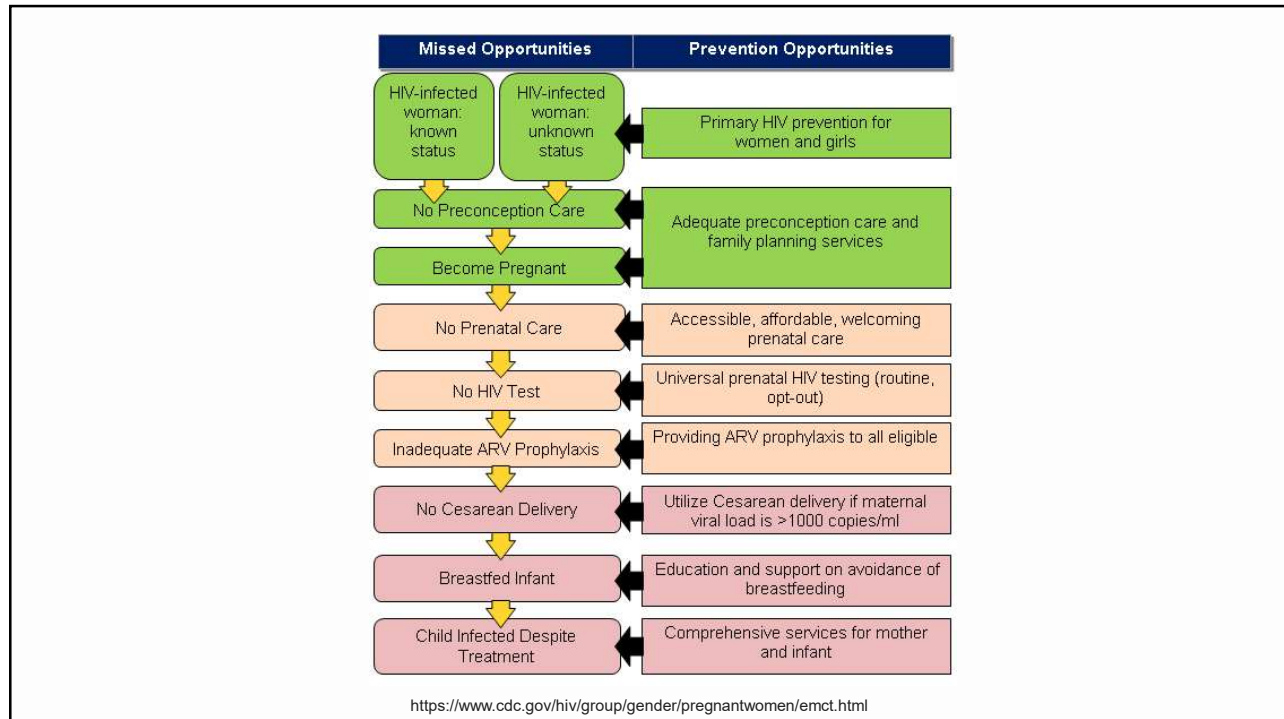 Missed Opportunities
Prevention Opportunities
HIV-infected
woman:
known
status
HIV-infected
woman:
unknown
status
Primary HIV prevention for
women and girls
No Preconception Care
Adequate preconception care and
family planning services
Become Pregnant
No Prenatal Care
Accessible, affordable, welcoming
prenatal care
No HIV Test
Universal prenatal HIV testing (routine,
opt-out)
Inadequate ARV Prophylaxis
Providing ARV prophylaxis to all eligible
No Cesarean Delivery
Utilize Cesarean delivery if maternal
viral load is >1000 copies/ml
Breastfed Infant
Education and support on avoidance of
breastfeeding
Child Infected Despite
Treatment
Comprehensive services for mother
and infant
https://www.cdc.gov/hiv/group/gender/pregnantwomen/emct.html